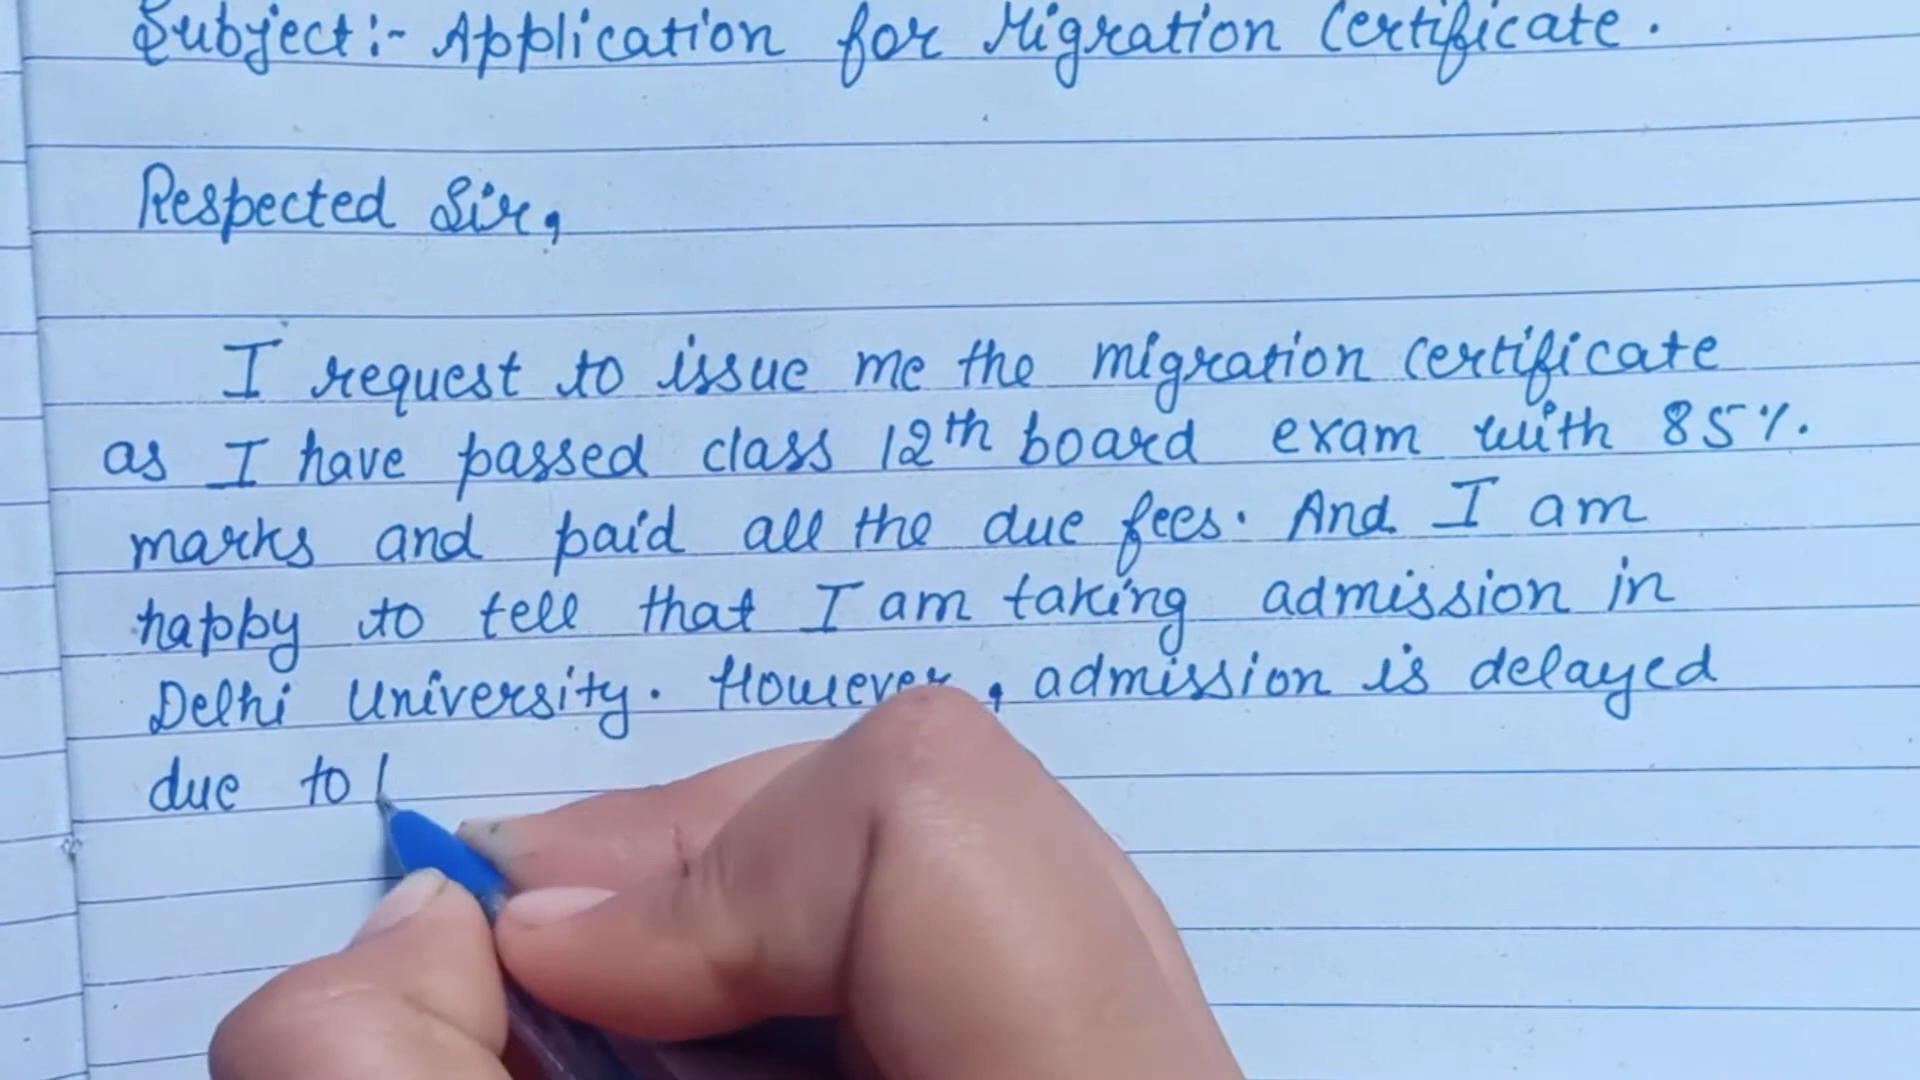 Subject:- Application for Migration Certificate.
Respected Sir,
I request to issue me the migration certificate
as I have passed class 12th board exam with 85%.
marks and paid all the due fees. And I am
happy to tell that I am taking admission in
Delhi University. However, admission is delayed
due to